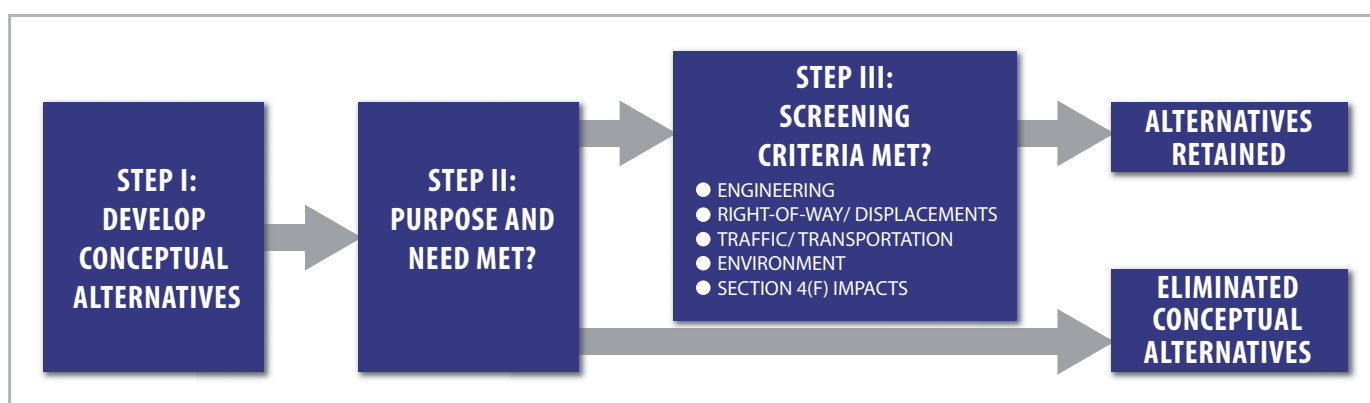 STEP I:
DEVELOP
CONCEPTUAL
ALTERNATIVES
STEP II:
PURPOSE AND
NEED MET?
STEP III:
SCREENING
CRITERIA MET?
● ENGINEERING
● RIGHT-OF-WAY/ DISPLACEMENTS
● TRAFFIC/ TRANSPORTATION
● ENVIRONMENT
● SECTION 4(F) IMPACTS
ALTERNATIVES
RETAINED
ELIMINATED
CONCEPTUAL
ALTERNATIVES